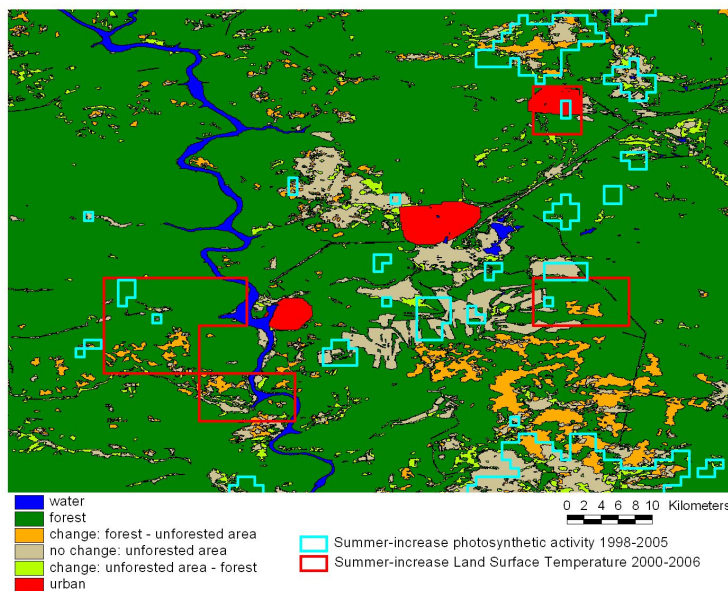 water
forest
change: forest - unforested area
no change: unforested area
change: unforested area - forest
urban
0 2 4 6 8 10 Kilometers
Summer-increase photosynthetic activity 1998-2005
Summer-increase Land Surface Temperature 2000-2006